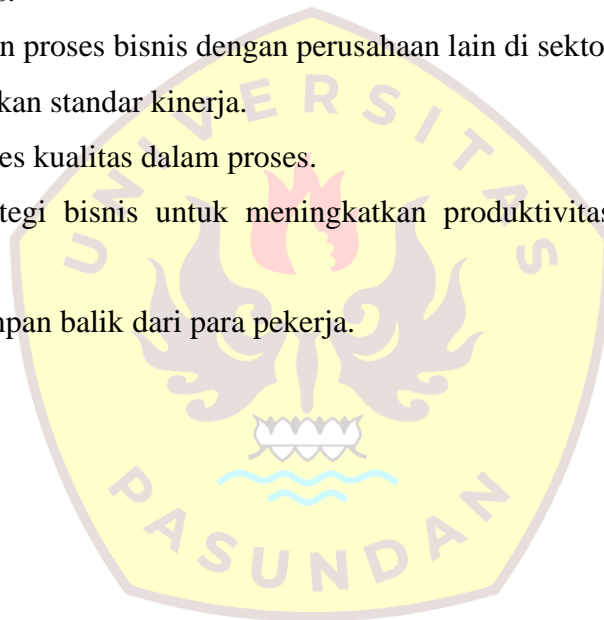 n proses bisnis dengan perusahaan lain di sekto
kan standar kinerja.
es kualitas dalam proses.
tegi bisnis untuk meningkatkan produktivitas
npan balik dari para pekerja.
UNIVERSITAS
PASUNDAN